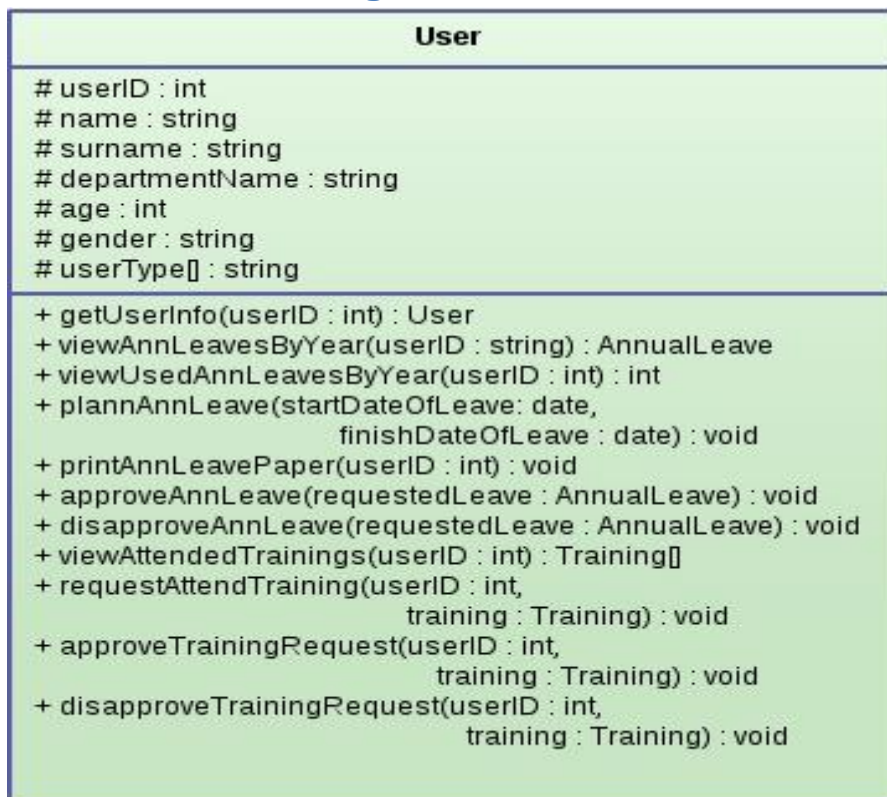 User
# userID : int
# name : string
# surname : string
# departmentName : string
# age : int
# gender : string
# userType[] : string
+ getUserInfo(userID : int) : User
+ viewAnnLeavesByYear(userID : string) : AnnualLeave
+ viewUsedAnnLeavesByYear(userID : int) : int
+ plannAnnLeave(startDateOfLeave: date,
finishDateOfLeave : date) : void
+ printAnnLeavePaper(userID : int) : void
+ approveAnnLeave(requestedLeave : AnnualLeave) : void
+ disapproveAnnLeave(requestedLeave : AnnualLeave) : void
+ viewAttendedTrainings(userID : int) : Training[]
+ requestAttendTraining(userID : int,
training : Training) : void
+ approveTrainingRequest(userID : int,
training : Training) : void
+ disapproveTrainingRequest(userID : int,
training : Training) : void